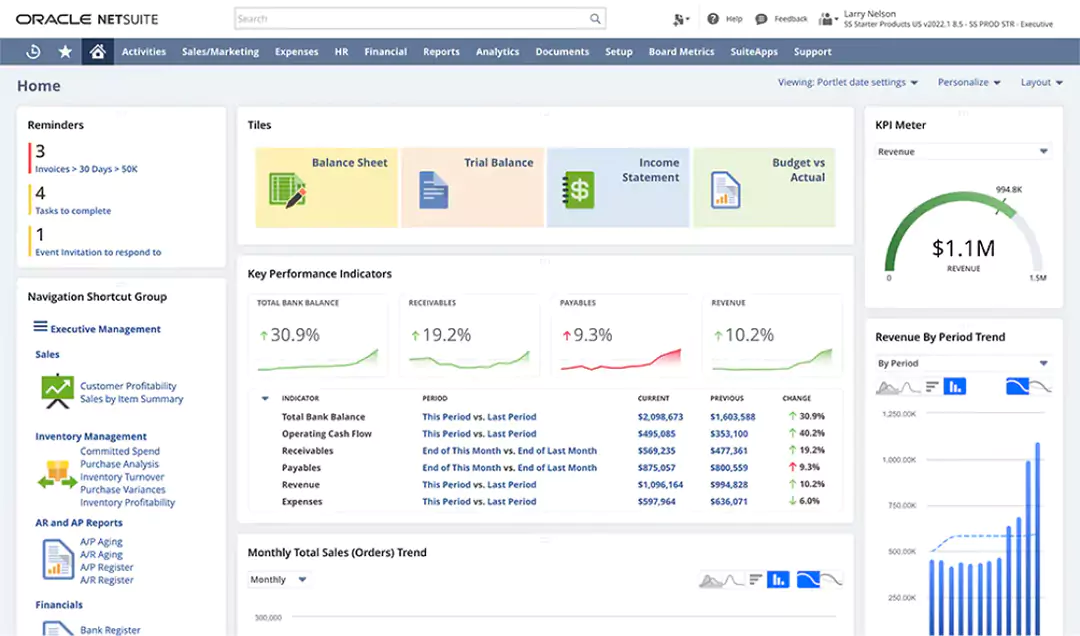 ORACLE NETSUITE
Search
Help
Feedback
Larry Nelson
SS Starter Products US v2022.1 8.5 - SS PROD STR - Executive
Activities
Sales/Marketing
Expenses
HR
Financial
Reports
Analytics
Documents
Setup
Board Metrics
SuiteApps
Support
Home
Viewing: Portlet date settings
Personalize
Layout
Reminders
3
Invoices > 30 Days > 50K
4
Tasks to complete
1
Event Invitation to respond to
Navigation Shortcut Group
Executive Management
Sales
Customer Profitability
Sales by Item Summary
Inventory Management
Committed Spend
Purchase Analysis
Inventory Turnover
Purchase Variances
Inventory Profitability
AR and AP Reports
A/P Aging
A/R Aging
A/P Register
A/R Register
Financials
Bank Register
Tiles
Balance Sheet
Trial Balance
Income
Statement
Budget vs
Actual
Key Performance Indicators
TOTAL BANK BALANCE
30.9%
RECEIVABLES
19.2%
PAYABLES
9.3%
REVENUE
10.2%
INDICATOR PERIOD CURRENT PREVIOUS CHANGE
Total Bank Balance This Period vs. Last Period $2,098,673 $1,603,588 30.9%
Operating Cash Flow This Period vs. Last Period $495,085 $353,100 40.2%
Receivables End of This Month vs. End of Last Month $569,235 $477,361 19.2%
Payables End of This Month vs. End of Last Month $875,057 $800,559 9.3%
Revenue This Period vs. Last Period $1,096,164 $994,828 10.2%
Expenses This Period vs. Last Period $597,964 $636,071 6.0%
Monthly Total Sales (Orders) Trend
Monthly
300,000
KPI Meter
Revenue
994.8K
$1.1M
REVENUE
0
1.5M
Revenue By Period Trend
By Period
1,250.00K
1,000.00K
750.00K
500.00K
250.00K